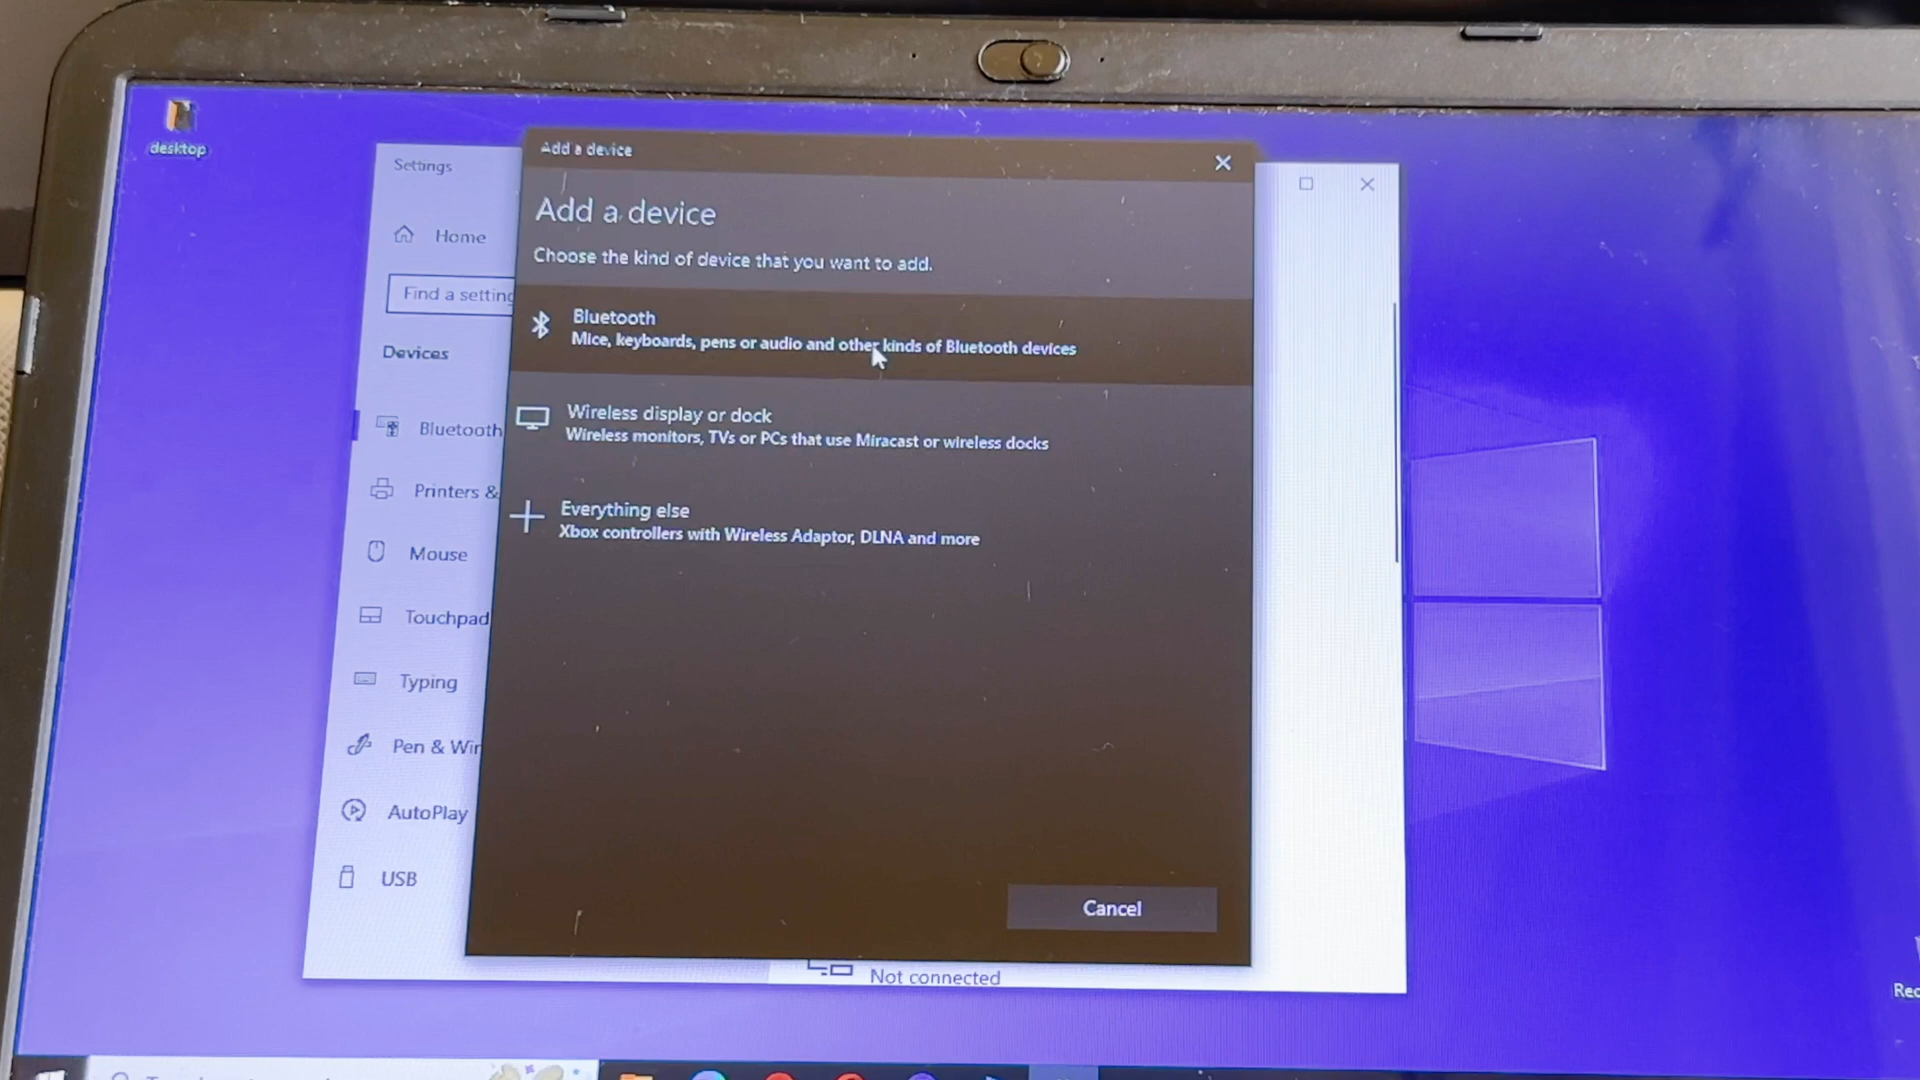 desktop
Settings
Home
Find a setting
Devices
Bluetooth
Printers &
Mouse
Touchpad
Typing
Pen & Wi
AutoPlay
USB
Add a device
Add a device
Choose the kind of device that you want to add.
Bluetooth
Mice, keyboards, pens or audio and other kinds of Bluetooth devices
Wireless display or dock
Wireless monitors, TVs or PCs that use Miracast or wireless docks
Everything else
Xbox controllers with Wireless Adaptor, DLNA and more
Cancel
Not connected
Rec